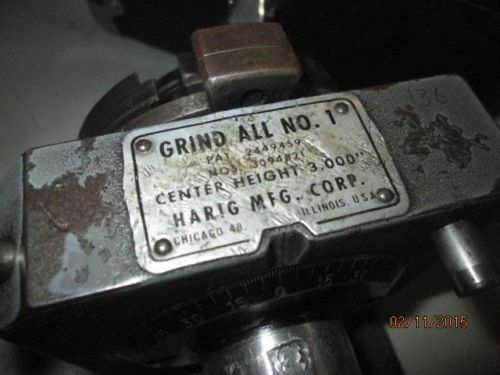 GRIND ALL NO. 1
PAT. 2449459
NOS. 3094821
CENTER HEIGHT 3.000"
HARIG MFG. CORP.
CHICAGO 48, ILLINOIS, U.S.A.
136
30 15 0 15 30
02/11/2015